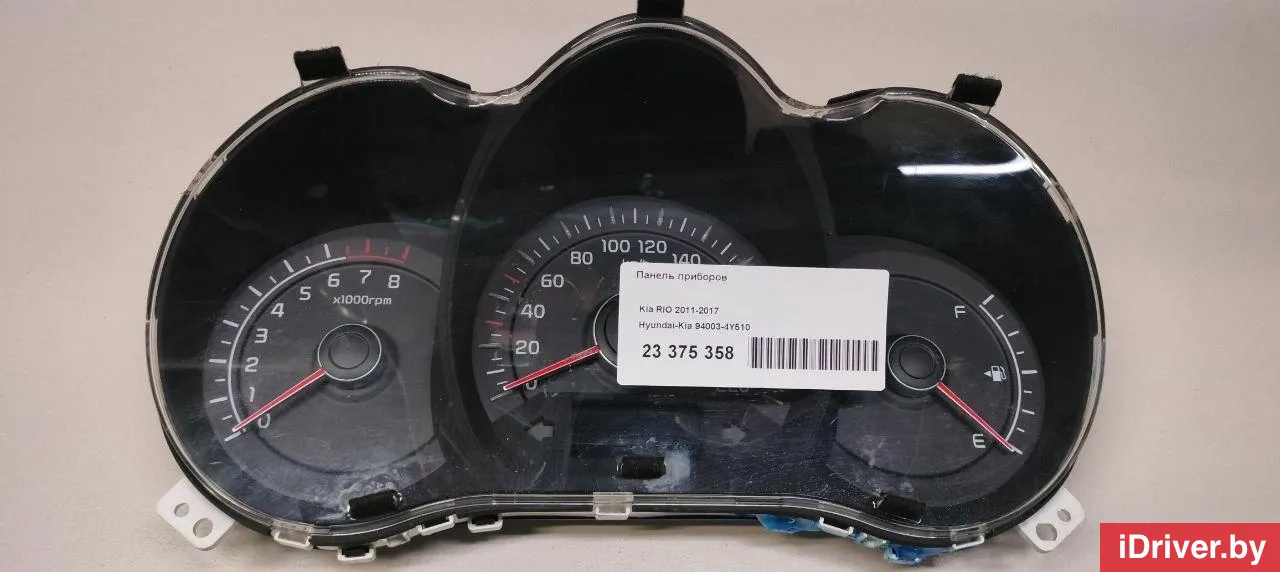 Панель приборов
Kia RIO 2011-2017
Hyundai-Kia 94003-4Y510
23 375 358
0 1 2 3 4 5 6 7 8
x1000rpm
0 20 40 60 80 100 120 140
F
E
iDriver.by